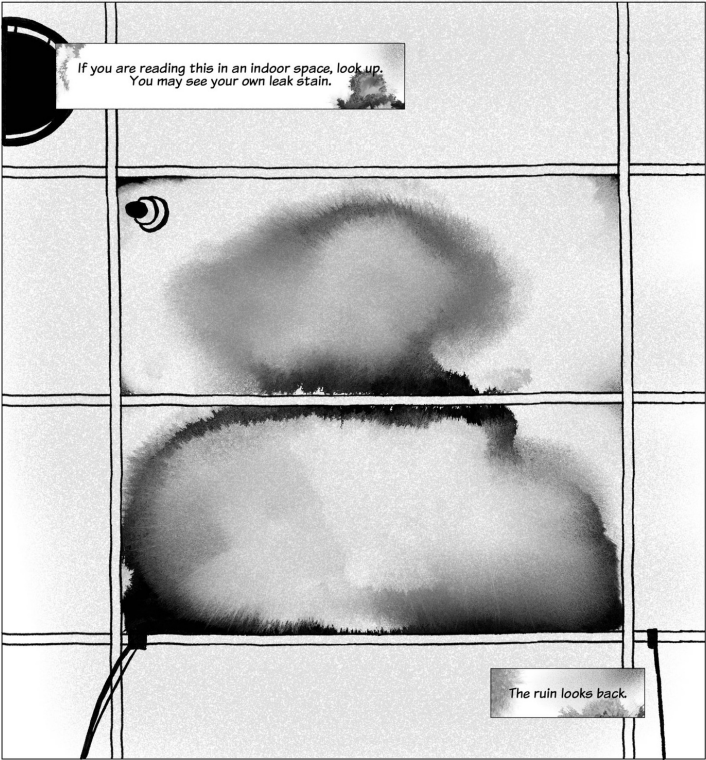 If you are reading this in an indoor space, look up.
You may see your own leak stain.
The ruin looks back.